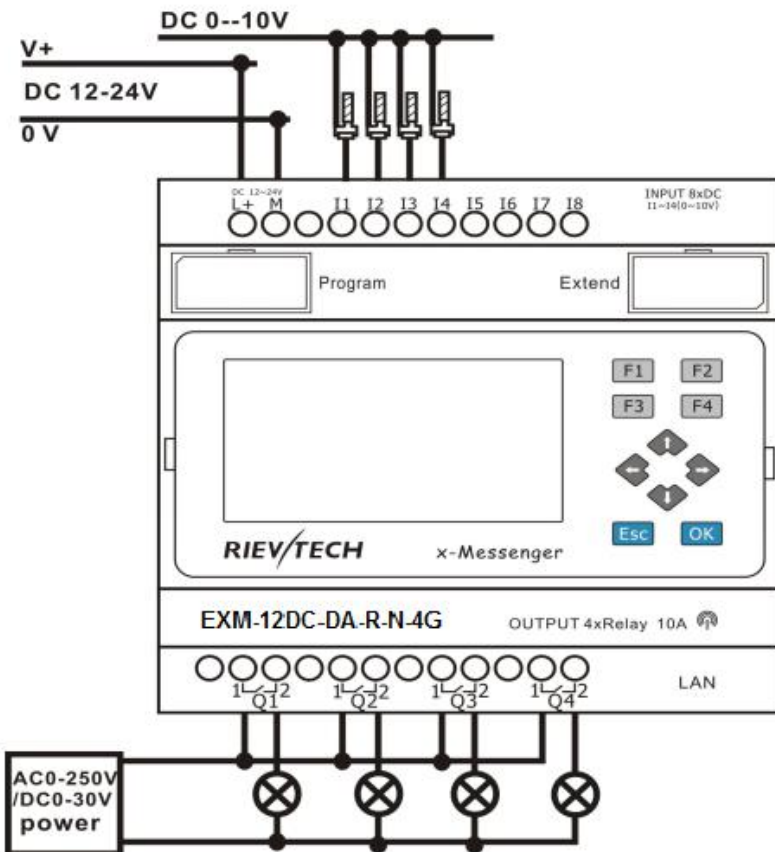 DC 0--10V
V+
DC 12-24V
0 V
DC 12~24V
L+ M I1 I2 I3 I4 I5 I6 I7 I8
INPUT 8xDC
I1~I4(0~10V)
Program
Extend
F1 F2
F3 F4
Esc OK
RIEVTECH
x-Messenger
EXM-12DC-DA-R-N-4G
OUTPUT 4xRelay 10A
1 2 1 2 1 2 1 2
Q1 Q2 Q3 Q4
LAN
AC0-250V
/DC0-30V
power